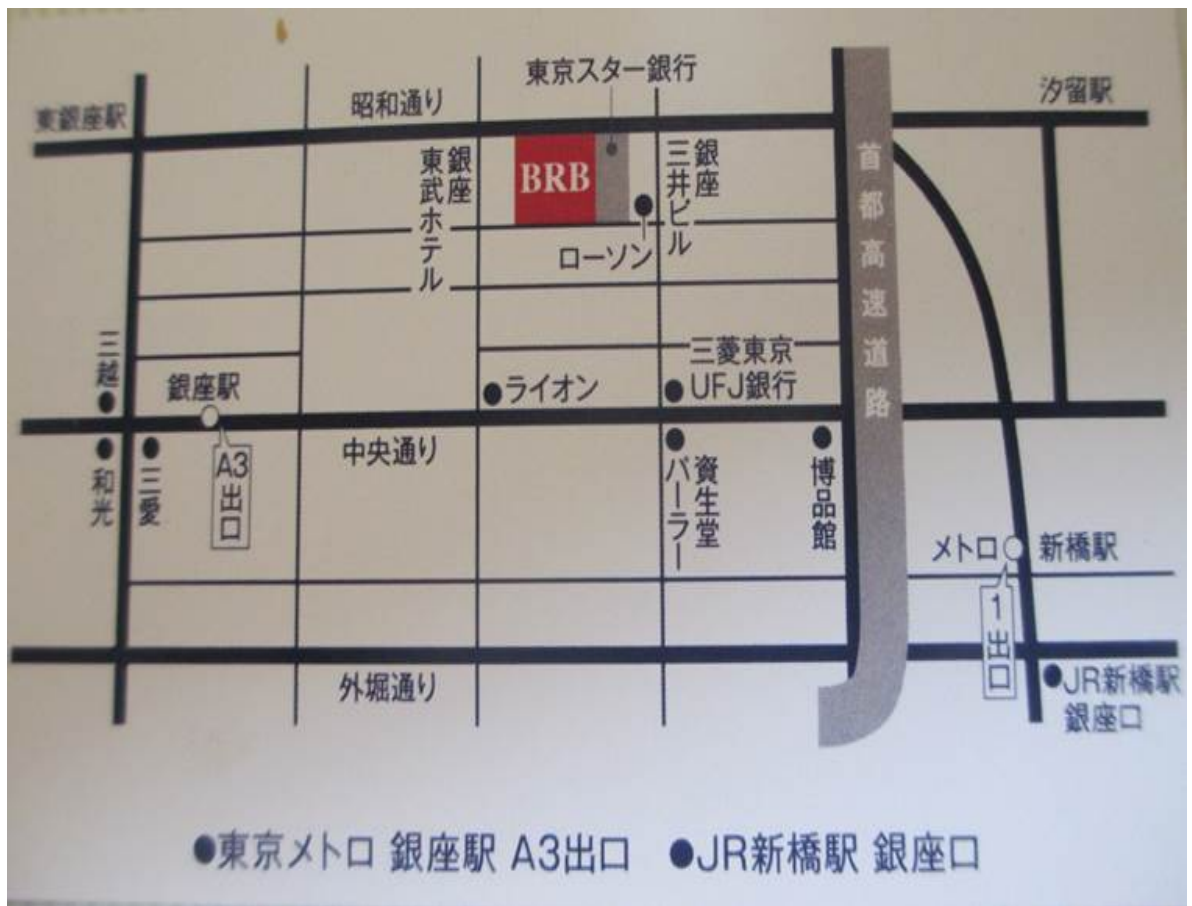 東京スター銀行
昭和通り
汐留駅
東銀座駅
BRB
銀座
東武ホテル
銀座
三井ビル
ローソン
首都高速道路
三越
銀座駅
ライオン
三菱東京
UFJ銀行
中央通り
A3出口
和光
三愛
資生堂
パーラー
博品館
メトロ
新橋駅
1出口
外堀通り
JR新橋駅
銀座口
●東京メトロ 銀座駅 A3出口 ●JR新橋駅 銀座口